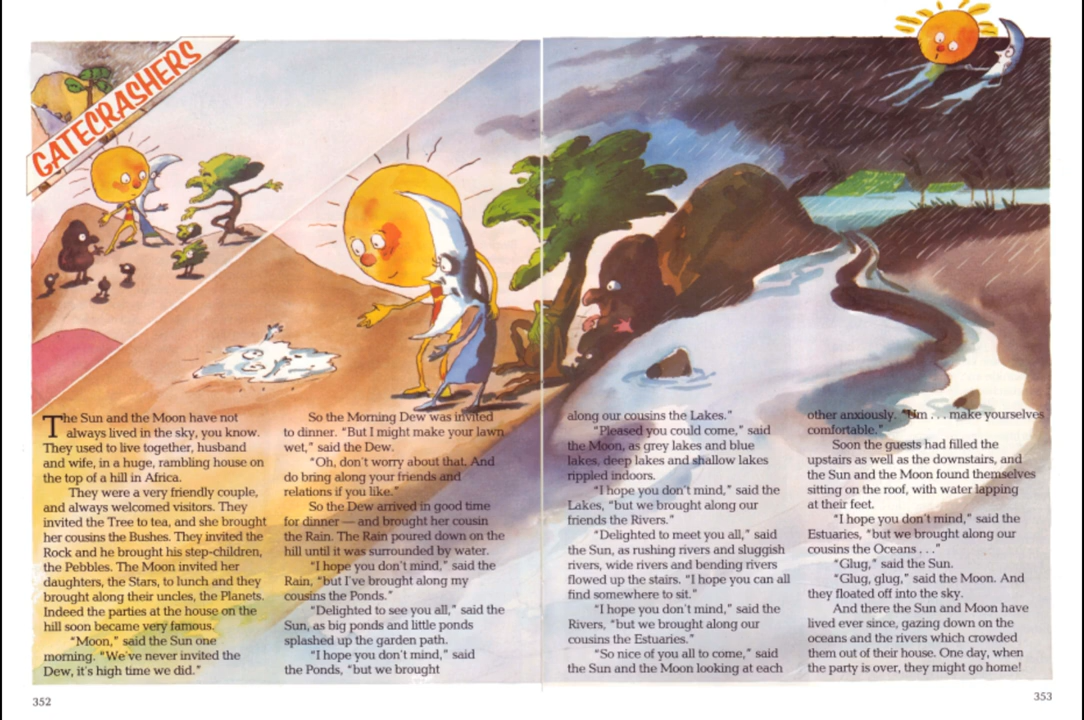 GATECRASHERS
The Sun and the Moon have not
always lived in the sky, you know.
They used to live together, husband
and wife, in a huge, rambling house on
the top of a hill in Africa.
They were a very friendly couple,
and always welcomed visitors. They
invited the Tree to tea, and she brought
her cousins the Bushes. They invited the
Rock and he brought his step-children,
the Pebbles. The Moon invited her
daughters, the Stars, to lunch and they
brought along their uncles, the Planets.
Indeed the parties at the house on the
hill soon became very famous.
"Moon," said the Sun one
morning. "We've never invited the
Dew, it's high time we did."
So the Morning Dew was invited
to dinner. "But I might make your lawn
wet," said the Dew.
"Oh, don't worry about that. And
do bring along your friends and
relations if you like."
So the Dew arrived in good time
for dinner — and brought her cousin
the Rain. The Rain poured down on the
hill until it was surrounded by water.
"I hope you don't mind," said the
Rain, "but I've brought along my
cousins the Ponds."
"Delighted to see you all," said the
Sun, as big ponds and little ponds
splashed up the garden path.
"I hope you don't mind," said
the Ponds, "but we brought
along our cousins the Lakes."
"Pleased you could come," said
the Moon, as grey lakes and blue
lakes, deep lakes and shallow lakes
rippled indoors.
"I hope you don't mind," said the
Lakes, "but we brought along our
friends the Rivers."
"Delighted to meet you all," said
the Sun, as rushing rivers and sluggish
rivers, wide rivers and bending rivers
flowed up the stairs. "I hope you can all
find somewhere to sit."
"I hope you don't mind," said the
Rivers, "but we brought along our
cousins the Estuaries."
"So nice of you all to come," said
the Sun and the Moon looking at each
other anxiously. "Um . . . make yourselves
comfortable."
Soon the guests had filled the
upstairs as well as the downstairs, and
the Sun and the Moon found themselves
sitting on the roof, with water lapping
at their feet.
"I hope you don't mind," said the
Estuaries, "but we brought along our
cousins the Oceans . . ."
"Glug," said the Sun.
"Glug, glug," said the Moon. And
they floated off into the sky.
And there the Sun and Moon have
lived ever since, gazing down on the
oceans and the rivers which crowded
them out of their house. One day, when
the party is over, they might go home!
352
353